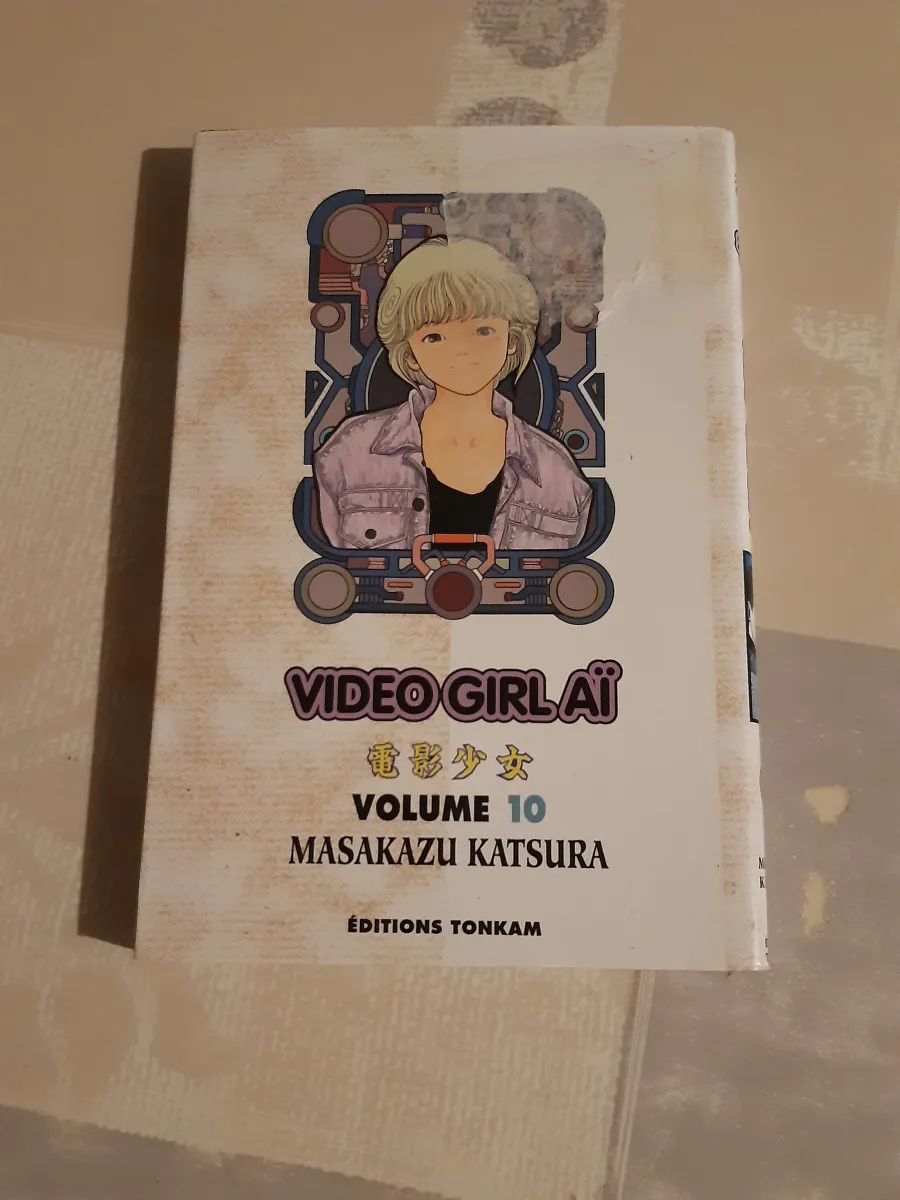 VIDEO GIRL AÏ
電影少女
VOLUME 10
MASAKAZU KATSURA
ÉDITIONS TONKAM